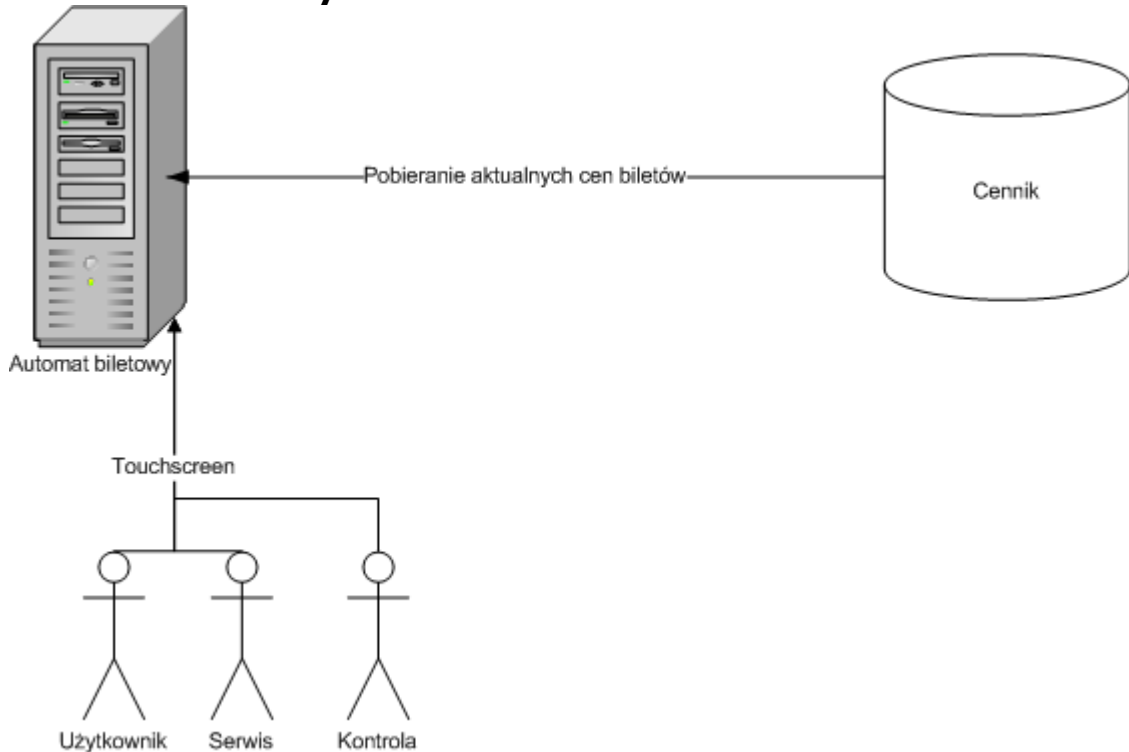 Pobieranie aktualnych cen biletów
Cennik
Automat biletowy
Touchscreen
Użytkownik
Serwis
Kontrola